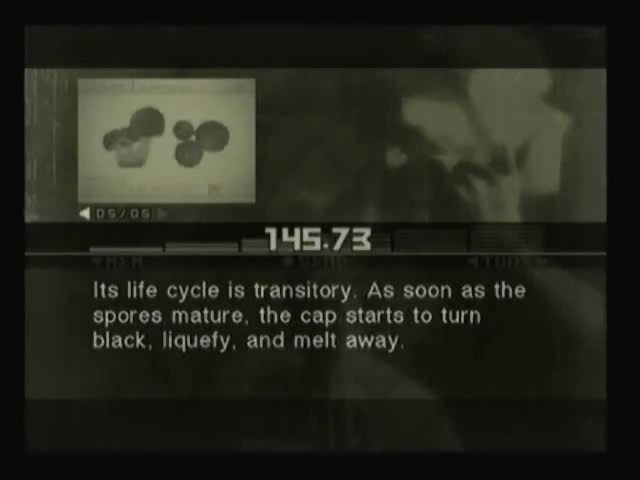 05/05
145.73
Its life cycle is transitory. As soon as the
spores mature, the cap starts to turn
black, liquefy, and melt away.